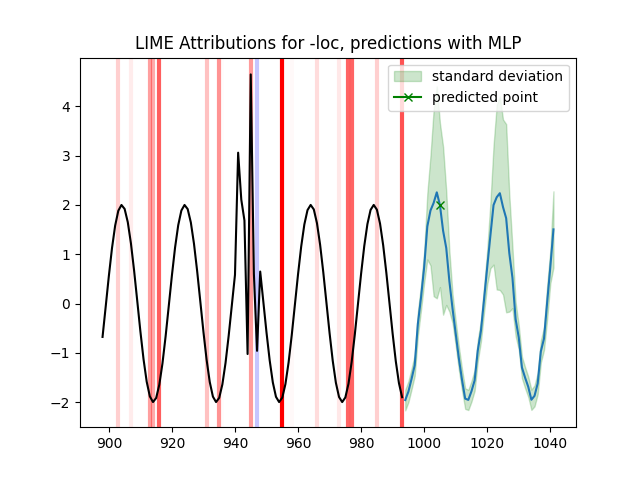 LIME Attributions for -loc, predictions with MLP
standard deviation
predicted point
4
3
2
1
0
−1
−2
900 920 940 960 980 1000 1020 1040